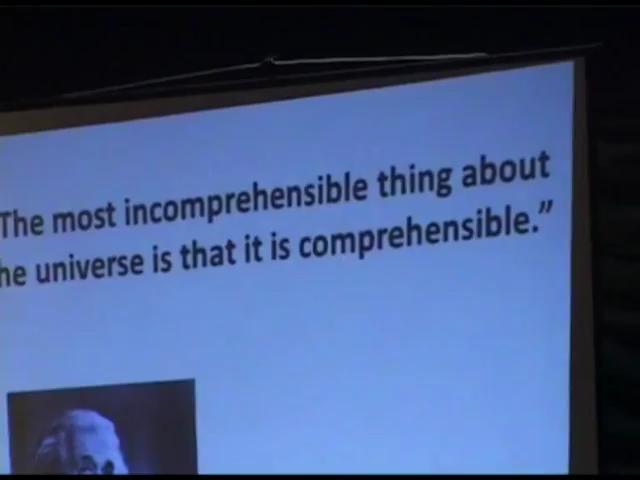 The most incomprehensible thing about
he universe is that it is comprehensible.”